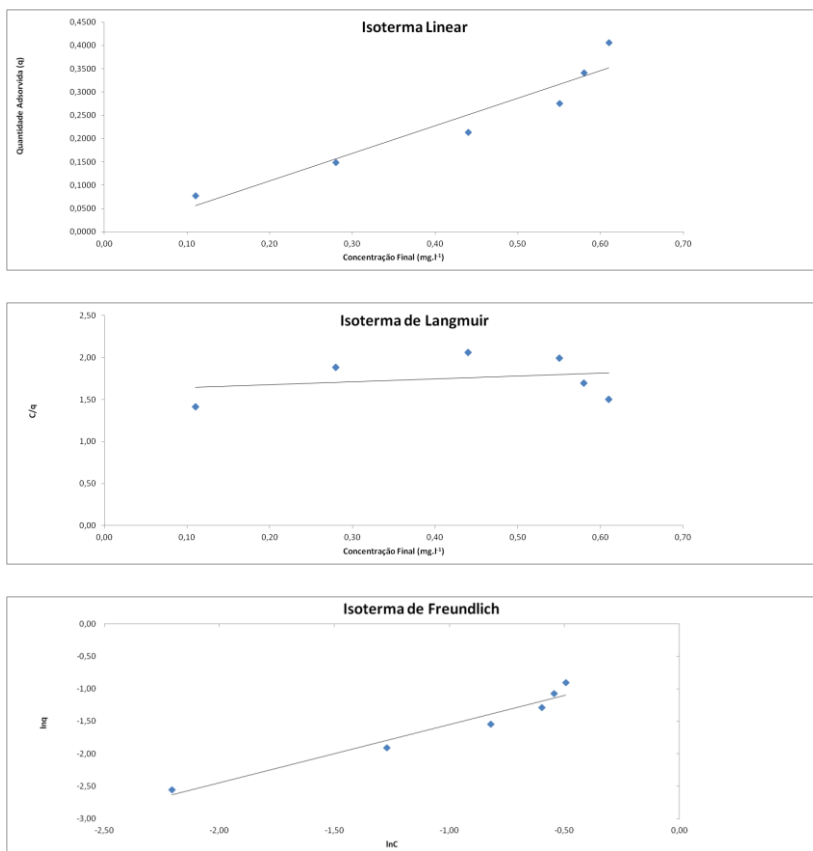 Isoterma Linear
Quantidade Adsorvida (q)
0,4500
0,4000
0,3500
0,3000
0,2500
0,2000
0,1500
0,1000
0,0500
0,0000
0,00 0,10 0,20 0,30 0,40 0,50 0,60 0,70
Concentração Final (mg.l⁻¹)
Isoterma de Langmuir
C/q
2,50
2,00
1,50
1,00
0,50
0,00
0,00 0,10 0,20 0,30 0,40 0,50 0,60 0,70
Concentração Final (mg.l⁻¹)
Isoterma de Freundlich
lnq
0,00
-0,50
-1,00
-1,50
-2,00
-2,50
-3,00
-2,50 -2,00 -1,50 -1,00 -0,50 0,00
lnC